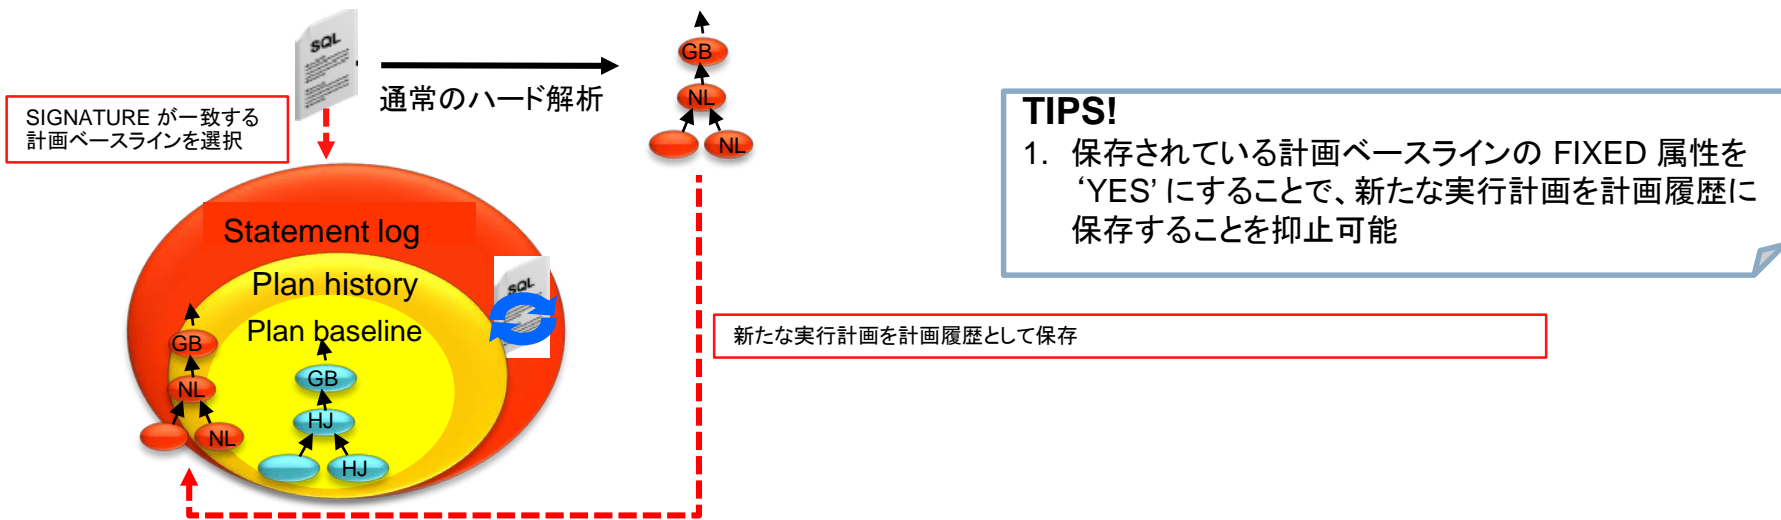 SQL
通常のハード解析
SIGNATURE が一致する
計画ベースラインを選択
GB
NL
NL
TIPS!
1. 保存されている計画ベースラインの FIXED 属性を
‘YES’ にすることで、新たな実行計画を計画履歴に
保存することを抑止可能
Statement log
Plan history
SQL
Plan baseline
新たな実行計画を計画履歴として保存
GB
NL
NL
GB
HJ
HJ